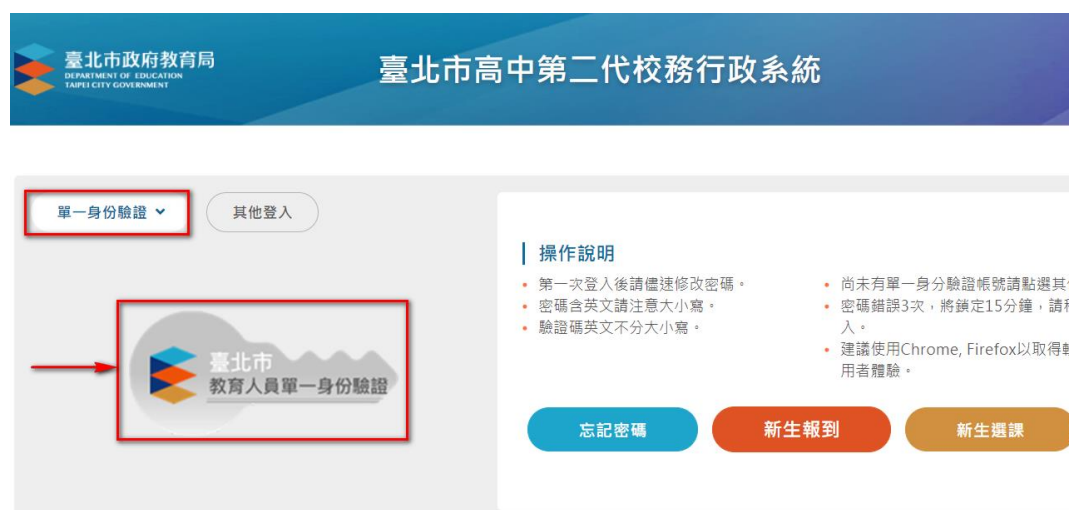 臺北市政府教育局
DEPARTMENT OF EDUCATION
TAIPEI CITY GOVERNMENT
臺北市高中第二代校務行政系統
單一身份驗證
其他登入
臺北市
教育人員單一身份驗證
操作說明
第一次登入後請儘速修改密碼。
密碼含英文請注意大小寫。
驗證碼英文不分大小寫。
尚未有單一身分驗證帳號請點選其
密碼錯誤3次，將鎖定15分鐘，請
入。
建議使用Chrome, Firefox以取得
用者體驗。
忘記密碼
新生報到
新生選課